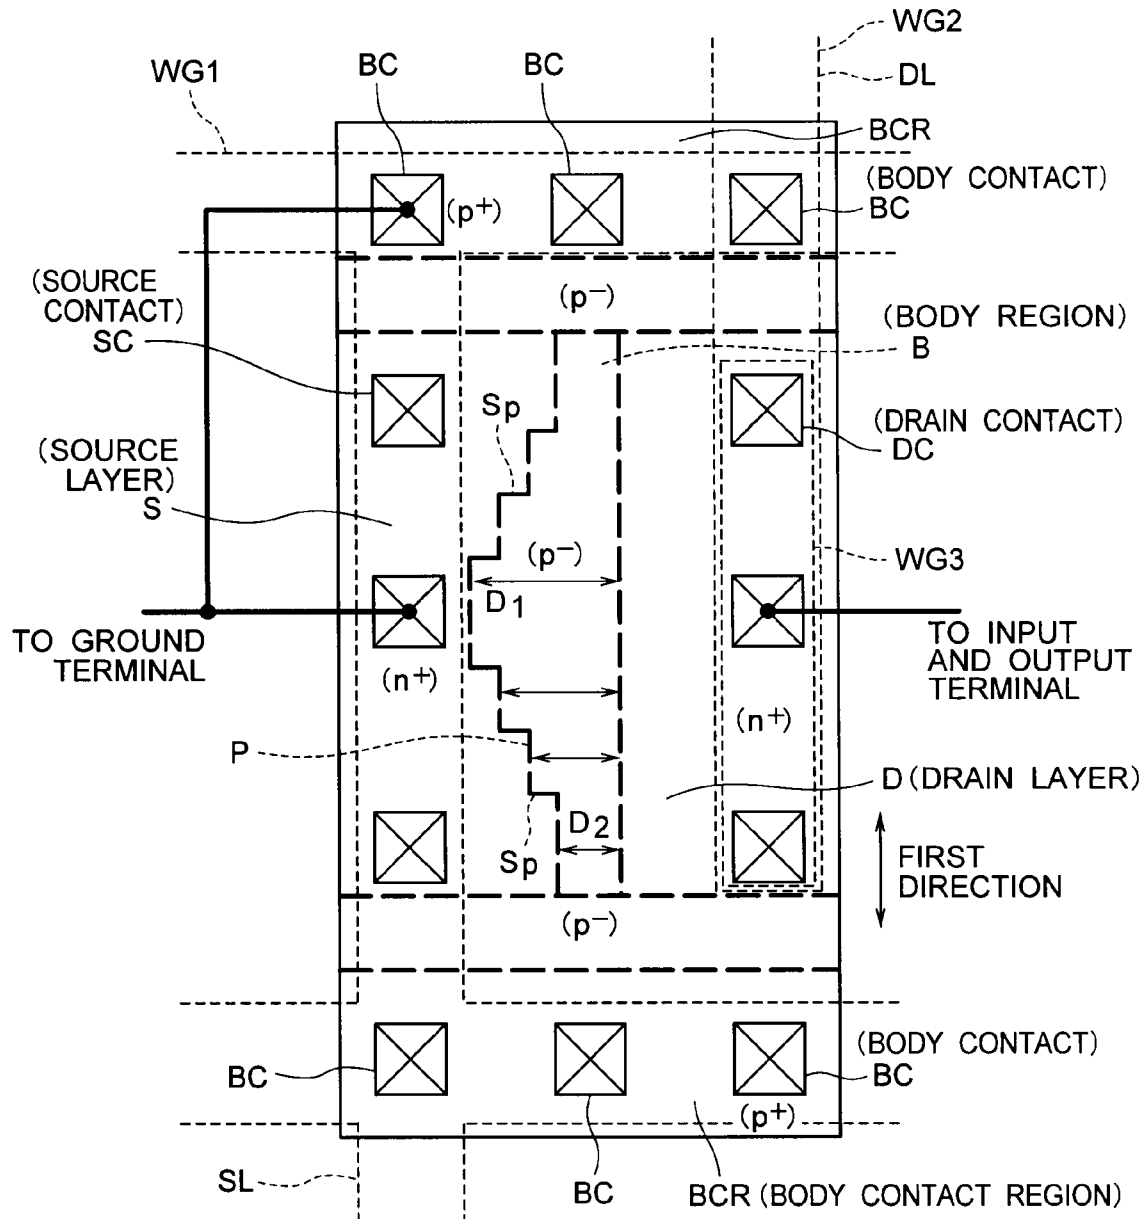 WG2
BC
BC
WG1
DL
BCR
(BODY CONTACT)
BC
(p+)
(SOURCE
CONTACT)
SC
(p−)
(BODY REGION)
B
Sp
(DRAIN CONTACT)
DC
(SOURCE
LAYER)
S
(p−)
WG3
D1
TO GROUND
TERMINAL
TO INPUT
AND OUTPUT
TERMINAL
(n+)
(n+)
P
D (DRAIN LAYER)
D2
Sp
FIRST
DIRECTION
(p−)
(BODY CONTACT)
BC
BC
(p+)
SL
BC
BCR (BODY CONTACT REGION)